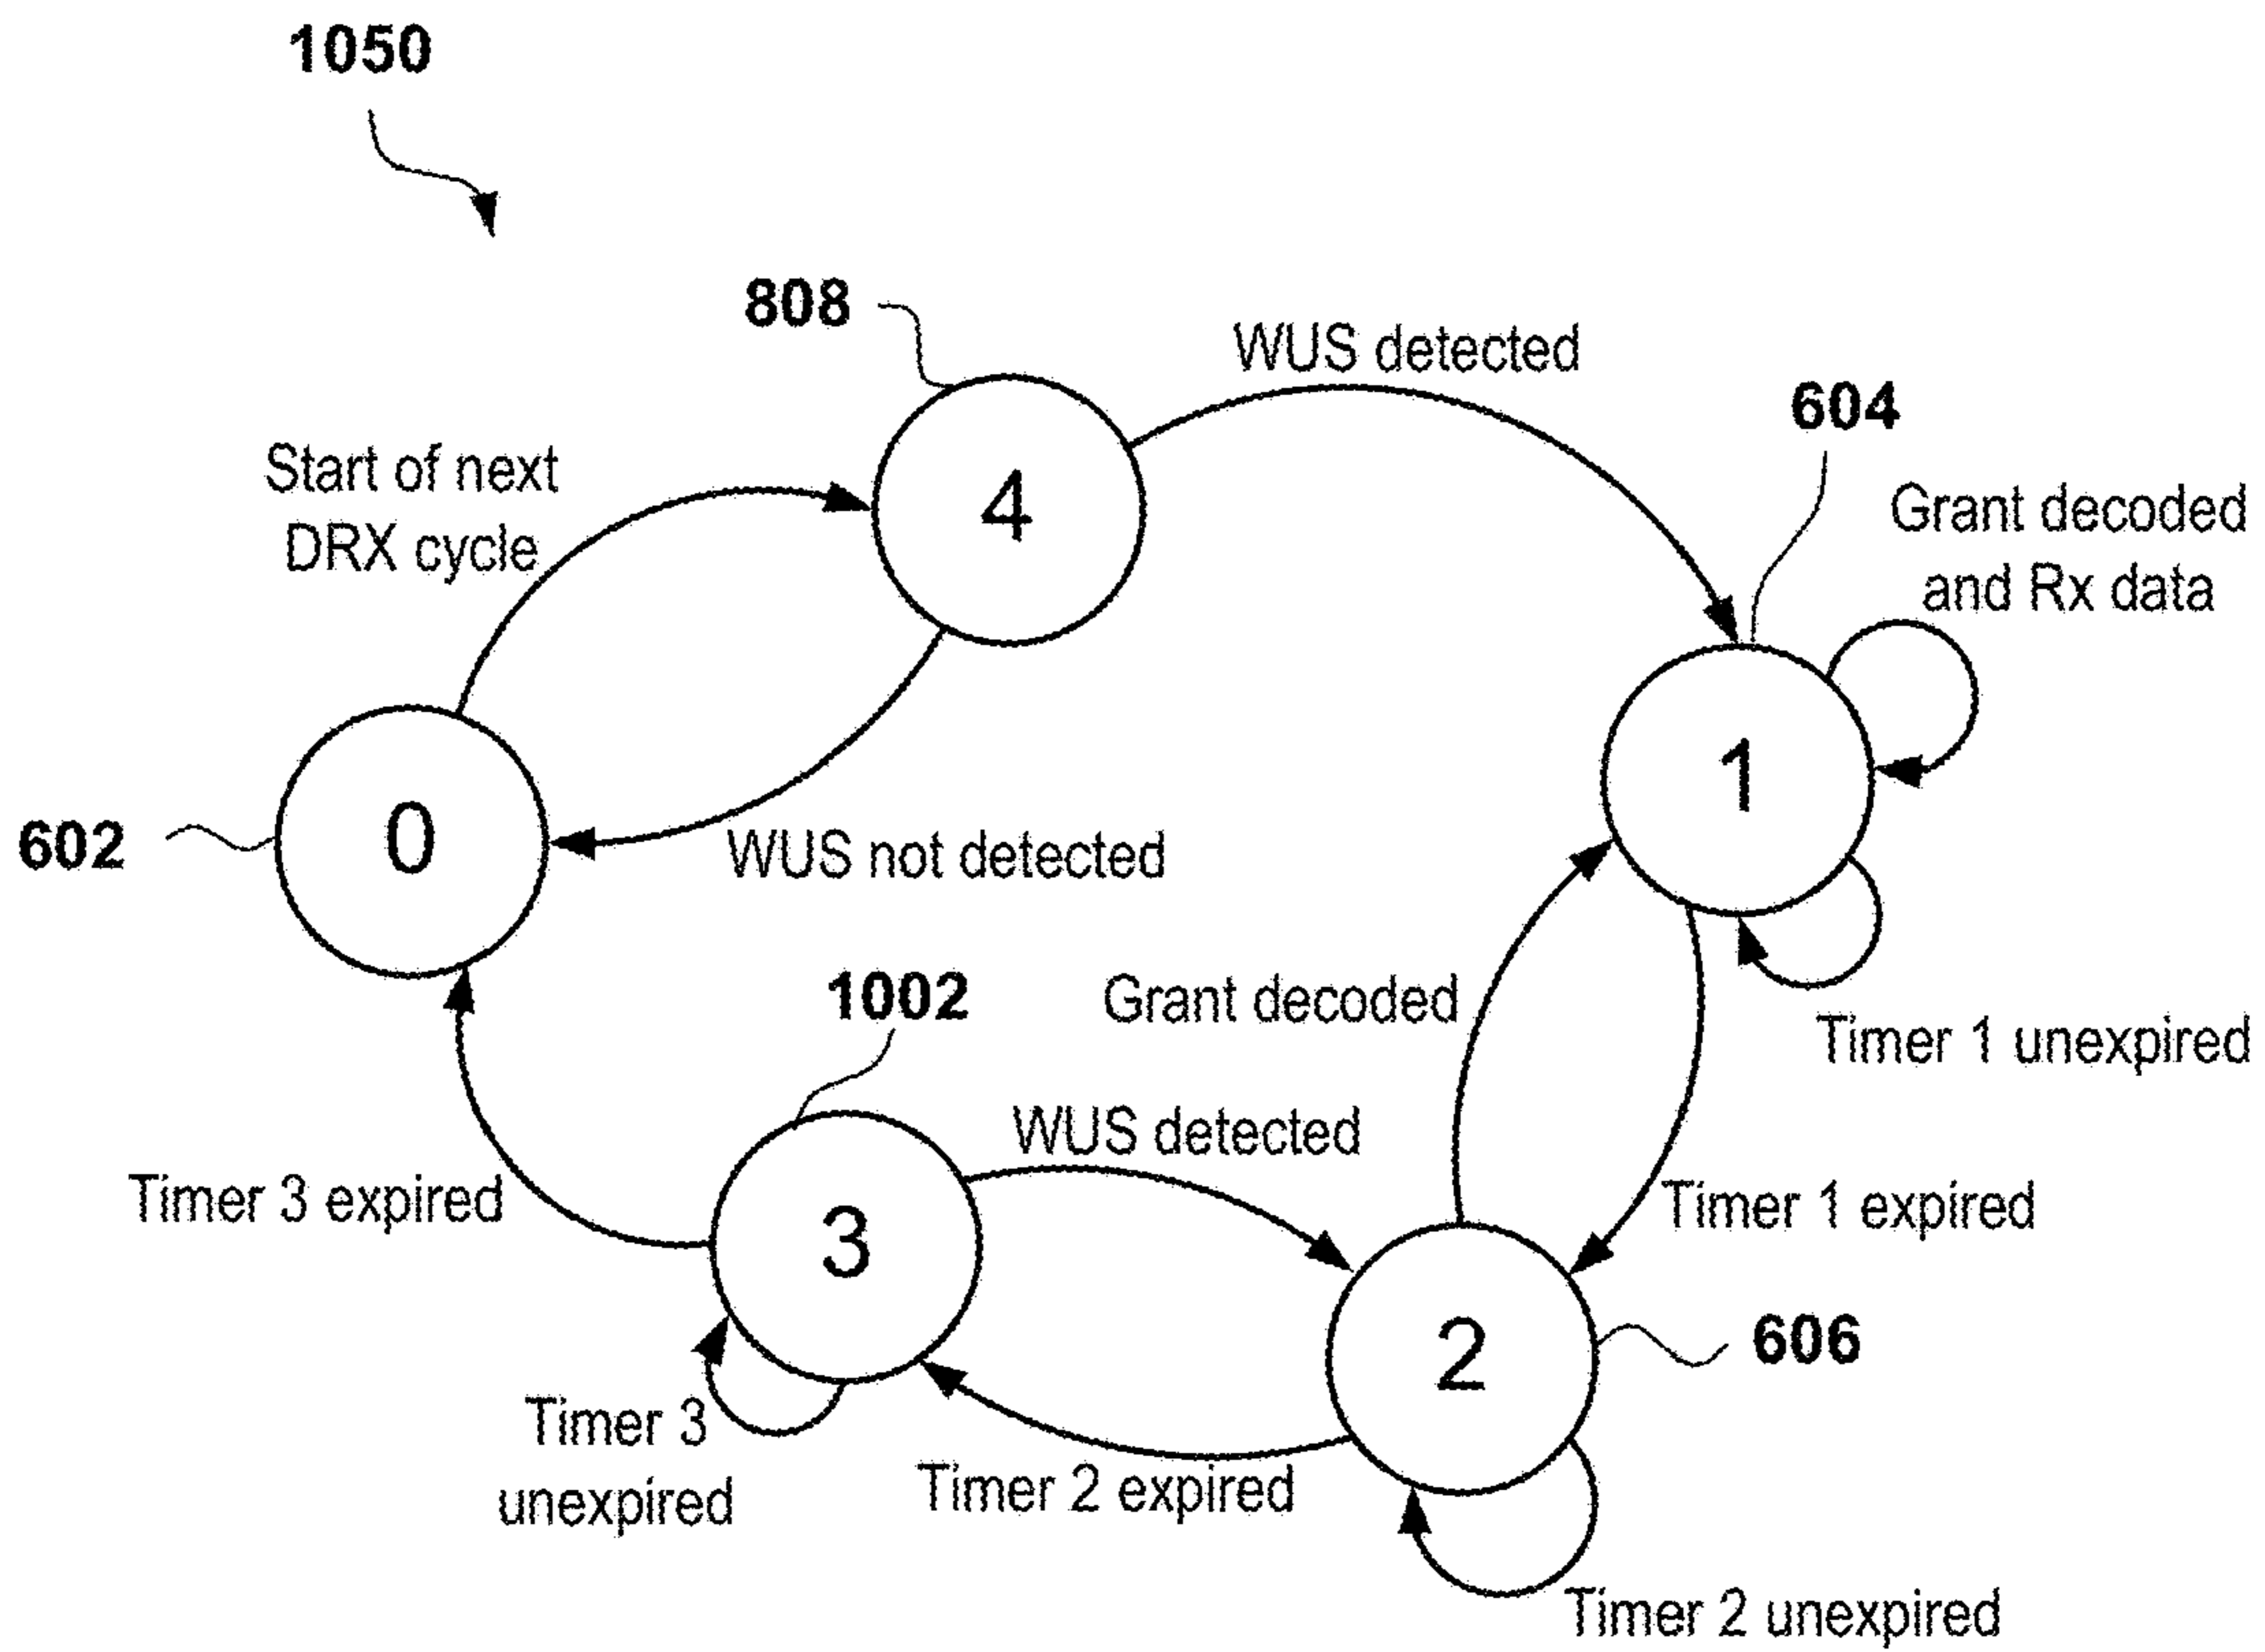 1050
808
WUS detected
604
Start of next
DRX cycle
4
Grant decoded
and Rx data
1
602
0
WUS not detected
1002
Grant decoded
Timer 1 unexpired
WUS detected
Timer 3 expired
3
Timer 1 expired
2
606
Timer 3
unexpired
Timer 2 expired
Timer 2 unexpired